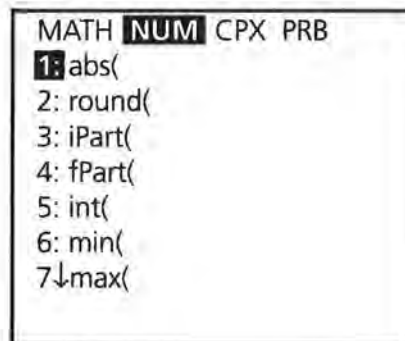 MATH NUM CPX PRB
1: abs(
2: round(
3: iPart(
4: fPart(
5: int(
6: min(
7↓max(